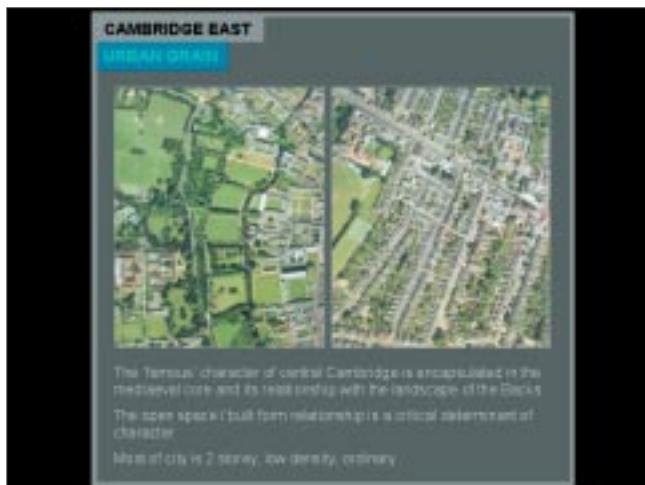 CAMBRIDGE EAST
URBAN GRAIN
The 'famous' character of central Cambridge is encapsulated in the
mediaeval core and its relationship with the landscape of the Backs
The open space / built form relationship is a critical determinant of
character
Most of city is 2 storey, low density, ordinary